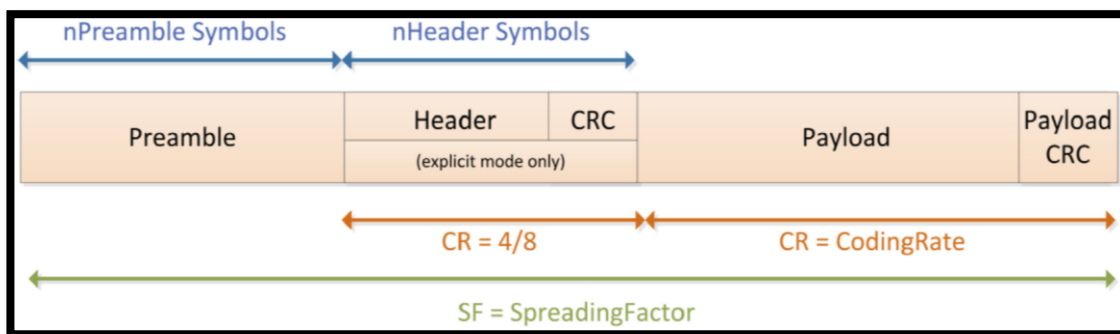 nPreamble Symbols
nHeader Symbols
Preamble
Header
CRC
(explicit mode only)
Payload
Payload
CRC
CR = 4/8
CR = CodingRate
SF = SpreadingFactor